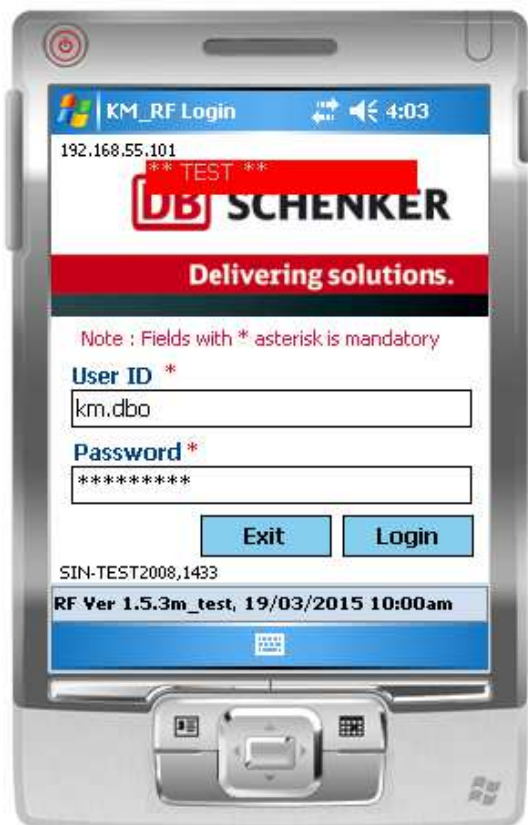 KM_RF Login 4:03
192.168.55.101
** TEST **
DB SCHENKER
Delivering solutions.
Note : Fields with * asterisk is mandatory
User ID *
km.dbo
Password *
*********
Exit Login
SIN-TEST2008,1433
RF Ver 1.5.3m_test, 19/03/2015 10:00am